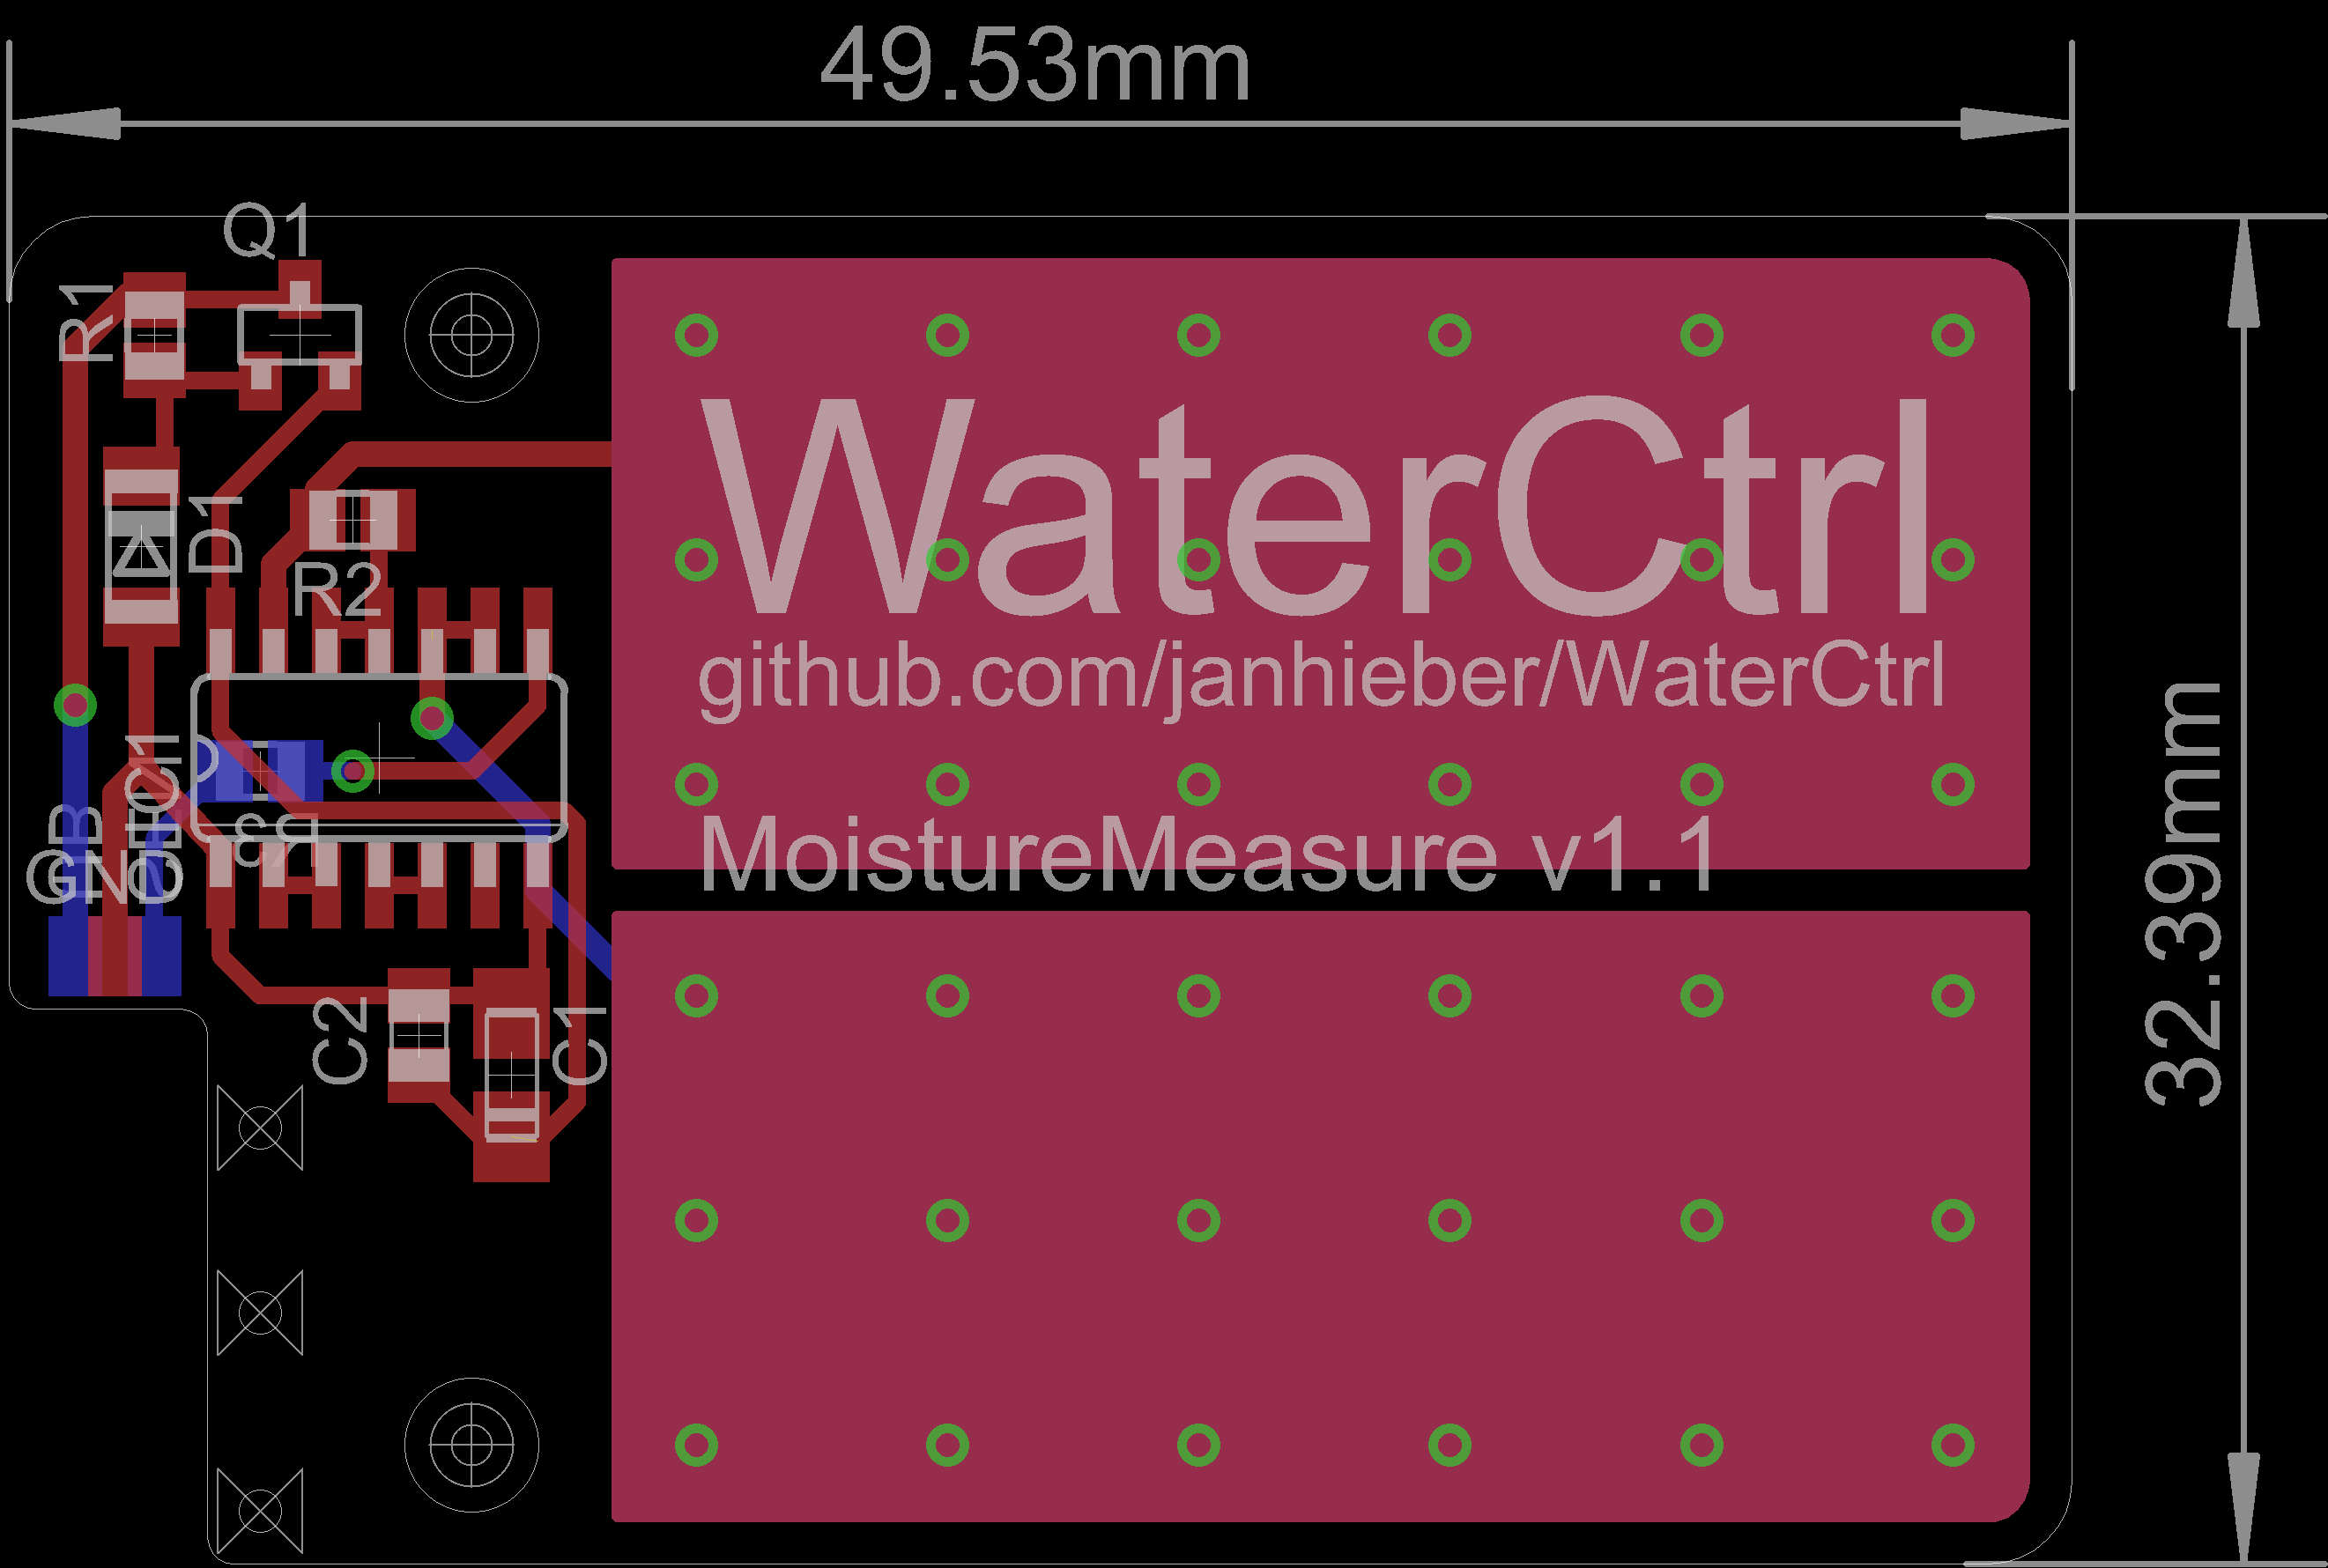 49.53mm
Q1
R1
WaterCtrl
D1
R2
github.com/janhieber/WaterCtrl
MoistureMeasure v1.1
R3
GND
32.39mm
C2
C1